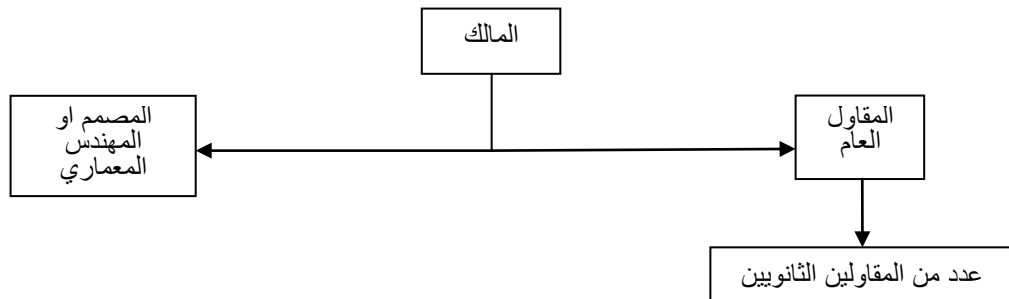 المالك
المقاول
العام
المصمم او
المهندس
المعماري
عدد من المقاولين الثانويين